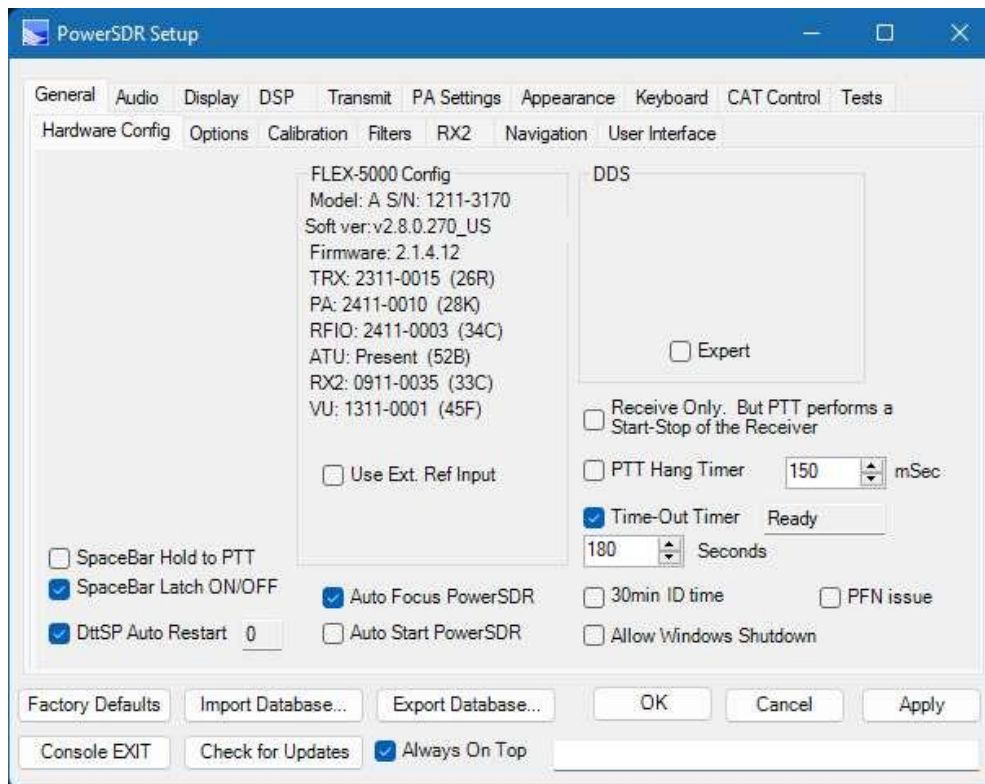 PowerSDR Setup
General Audio Display DSP Transmit PA Settings Appearance Keyboard CAT Control Tests
Hardware Config Options Calibration Filters RX2 Navigation User Interface
FLEX-5000 Config
Model: A S/N: 1211-3170
Soft ver: v2.8.0.270_US
Firmware: 2.1.4.12
TRX: 2311-0015 (26R)
PA: 2411-0010 (28K)
RFIO: 2411-0003 (34C)
ATU: Present (52B)
RX2: 0911-0035 (33C)
VU: 1311-0001 (45F)
Use Ext. Ref Input
DDS
Expert
Receive Only. But PTT performs a
Start-Stop of the Receiver
PTT Hang Timer 150 mSec
Time-Out Timer Ready
180 Seconds
SpaceBar Hold to PTT
SpaceBar Latch ON/OFF
DttSP Auto Restart 0
Auto Focus PowerSDR
Auto Start PowerSDR
30min ID time PFN issue
Allow Windows Shutdown
Factory Defaults Import Database... Export Database... OK Cancel Apply
Console EXIT Check for Updates Always On Top